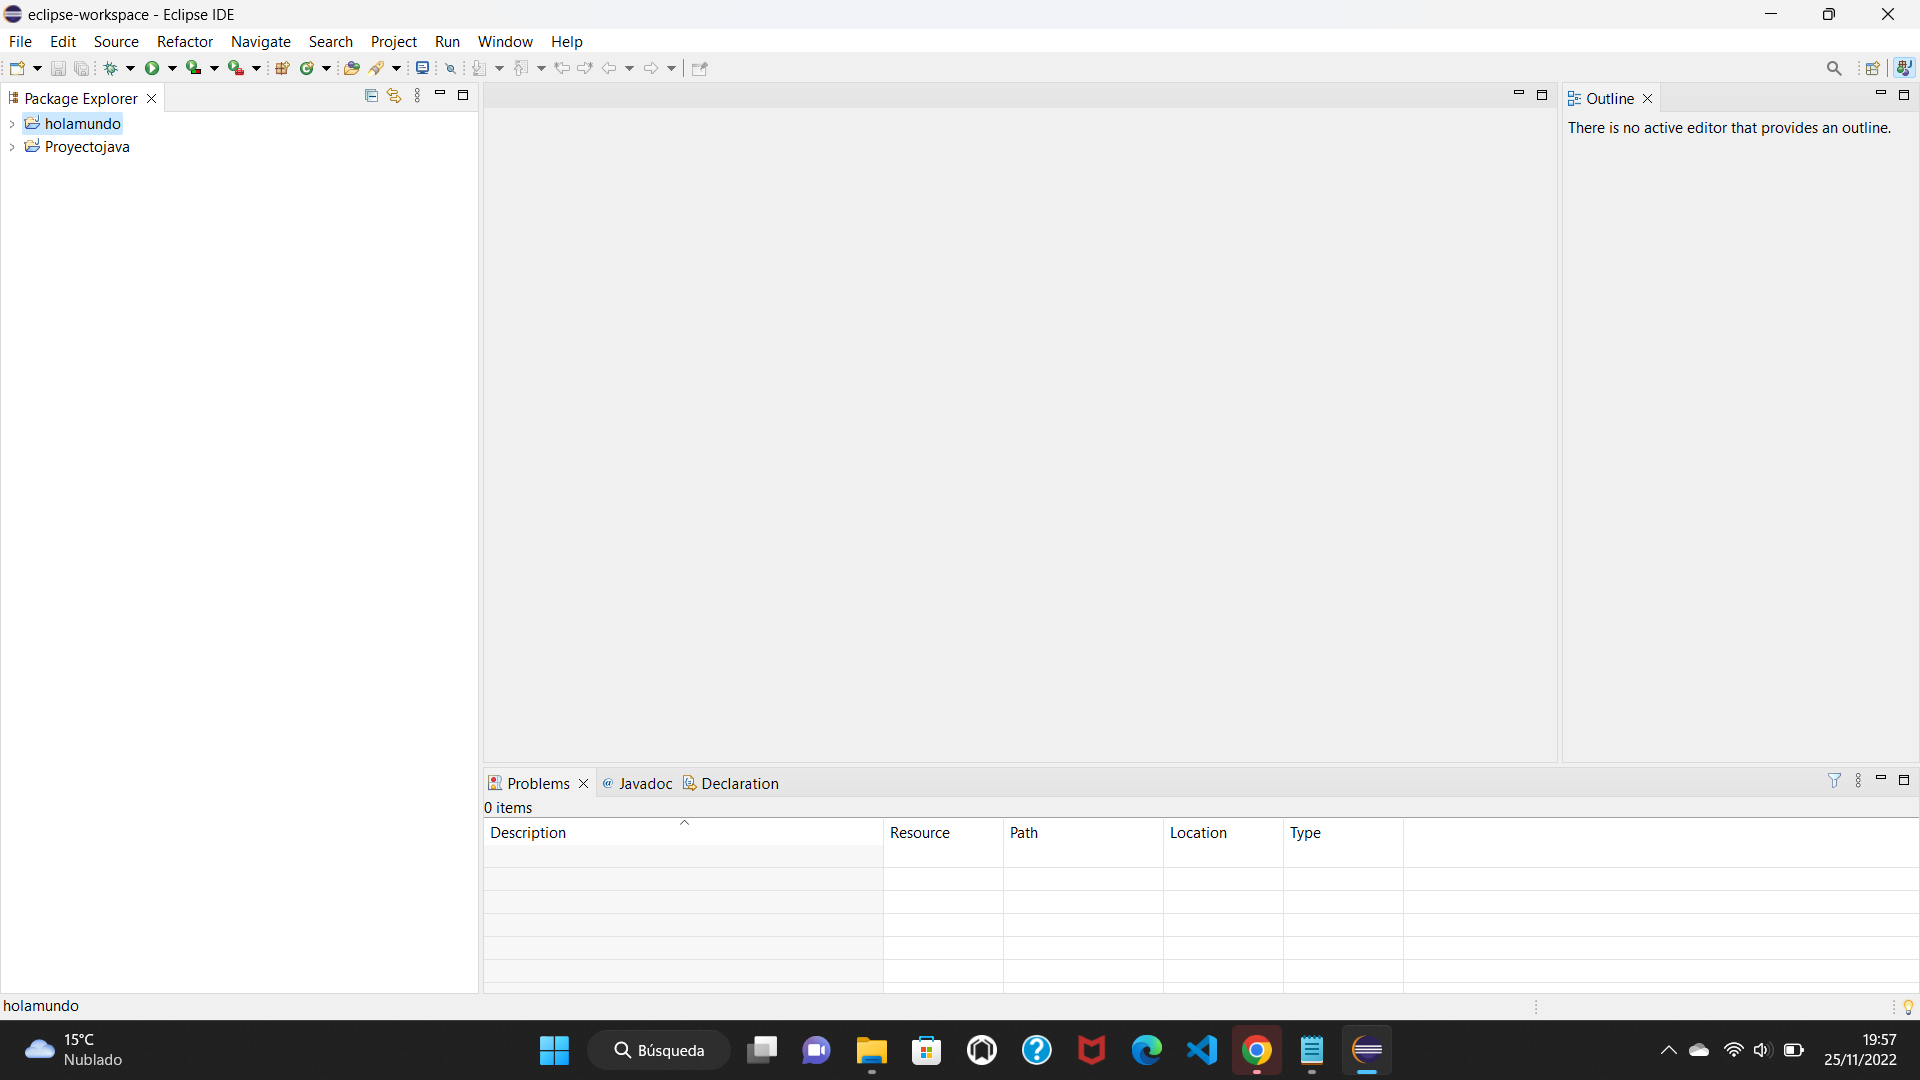 eclipse-workspace - Eclipse IDE
File Edit Source Refactor Navigate Search Project Run Window Help
Package Explorer
holamundo
Proyectojava
Outline
There is no active editor that provides an outline.
Problems Javadoc Declaration
0 items
Description Resource Path Location Type
holamundo
15°C
Nublado
Búsqueda
19:57
25/11/2022